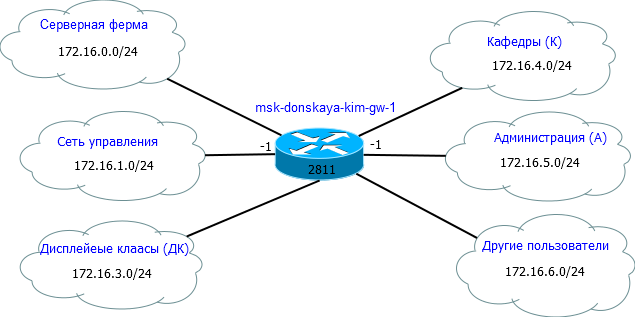 Серверная ферма
172.16.0.0/24
Кафедры (К)
172.16.4.0/24
msk-donskaya-kim-gw-1
Сеть управления
172.16.1.0/24
-1
-1
2811
Администрация (А)
172.16.5.0/24
Дисплейые клаасы (ДК)
172.16.3.0/24
Другие пользователи
172.16.6.0/24